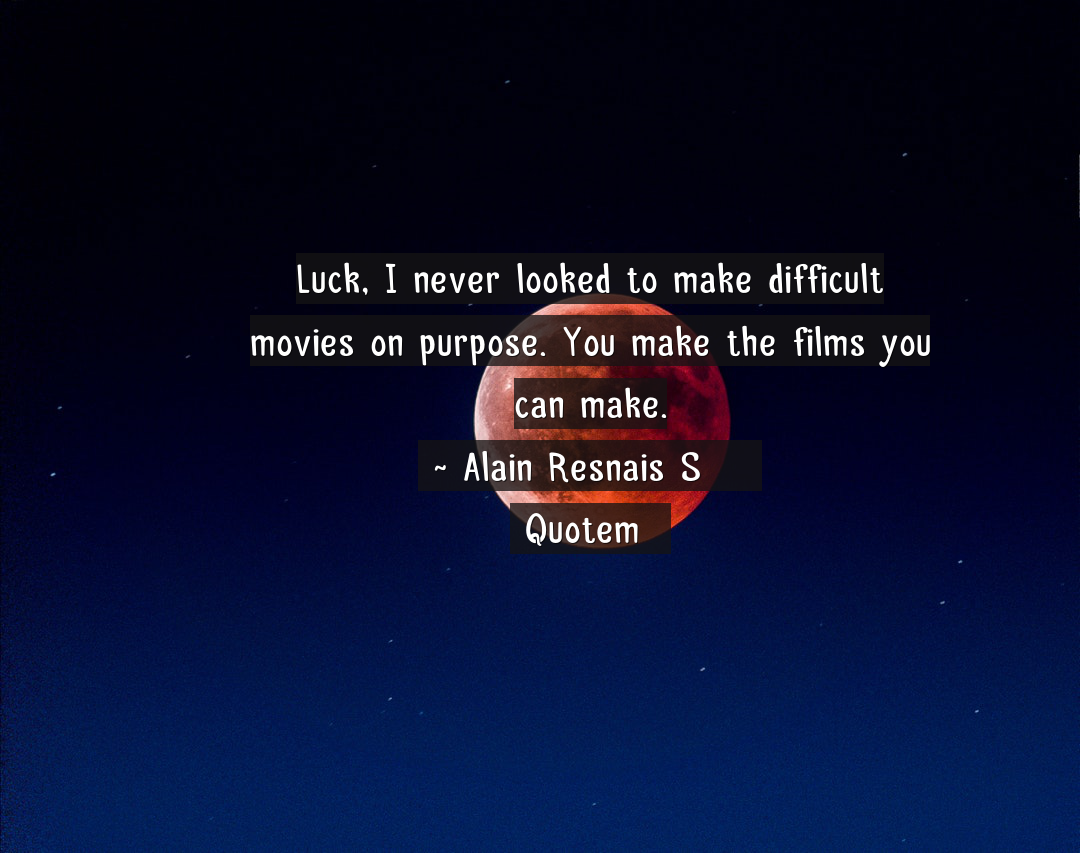 Luck, I never looked to make difficult
movies on purpose. You make the films you
can make.
~ Alain Resnais S
Quotem